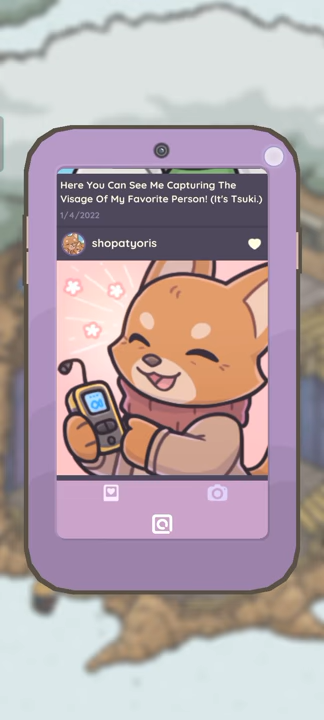 Here You Can See Me Capturing The
Visage Of My Favorite Person! (It's Tsuki.)
1/4/2022
shopatyoris